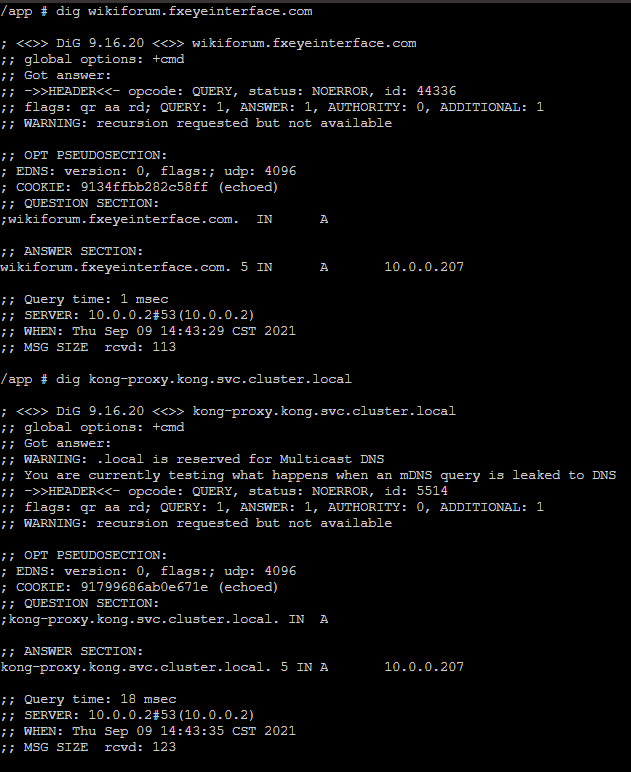 /app # dig wikiforum.fxeyeinterface.com
; <<>> DiG 9.16.20 <<>> wikiforum.fxeyeinterface.com
;; global options: +cmd
;; Got answer:
;; ->>HEADER<<- opcode: QUERY, status: NOERROR, id: 44336
;; flags: qr aa rd; QUERY: 1, ANSWER: 1, AUTHORITY: 0, ADDITIONAL: 1
;; WARNING: recursion requested but not available
;; OPT PSEUDOSECTION:
; EDNS: version: 0, flags:; udp: 4096
; COOKIE: 9134ffbb282c58ff (echoed)
;; QUESTION SECTION:
;wikiforum.fxeyeinterface.com.  IN      A
;; ANSWER SECTION:
wikiforum.fxeyeinterface.com. 5 IN      A       10.0.0.207
;; Query time: 1 msec
;; SERVER: 10.0.0.2#53(10.0.0.2)
;; WHEN: Thu Sep 09 14:43:29 CST 2021
;; MSG SIZE  rcvd: 113
/app # dig kong-proxy.kong.svc.cluster.local
; <<>> DiG 9.16.20 <<>> kong-proxy.kong.svc.cluster.local
;; global options: +cmd
;; Got answer:
;; WARNING: .local is reserved for Multicast DNS
;; You are currently testing what happens when an mDNS query is leaked to DNS
;; ->>HEADER<<- opcode: QUERY, status: NOERROR, id: 5514
;; flags: qr aa rd; QUERY: 1, ANSWER: 1, AUTHORITY: 0, ADDITIONAL: 1
;; WARNING: recursion requested but not available
;; OPT PSEUDOSECTION:
; EDNS: version: 0, flags:; udp: 4096
; COOKIE: 91799686ab0e671e (echoed)
;; QUESTION SECTION:
;kong-proxy.kong.svc.cluster.local. IN  A
;; ANSWER SECTION:
kong-proxy.kong.svc.cluster.local. 5 IN A       10.0.0.207
;; Query time: 18 msec
;; SERVER: 10.0.0.2#53(10.0.0.2)
;; WHEN: Thu Sep 09 14:43:35 CST 2021
;; MSG SIZE  rcvd: 123